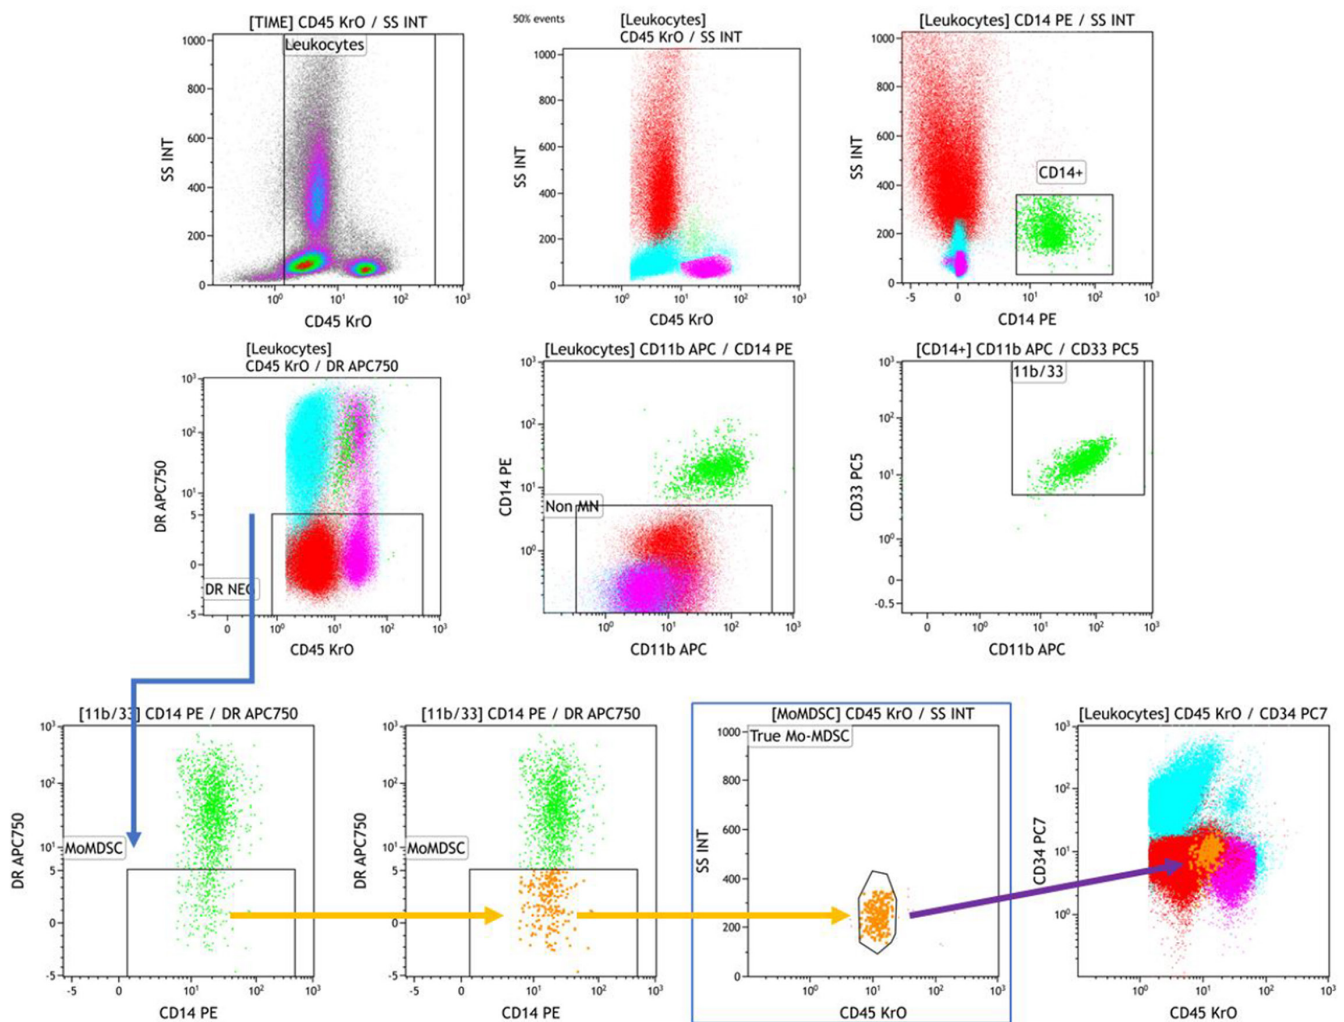 [TIME] CD45 KrO / SS INT
Leukocytes
1000
800
600
400
200
0
SS INT
10⁰
10¹
10²
10³
CD45 KrO
50% events
[Leukocytes]
CD45 KrO / SS INT
1000
800
600
400
200
0
SS INT
10⁰
10¹
10²
10³
CD45 KrO
[Leukocytes] CD14 PE / SS INT
CD14+
1000
800
600
400
200
0
SS INT
-5
0
10¹
10²
10³
CD14 PE
[Leukocytes]
CD45 KrO / DR APC750
10³
10²
10¹
5
0
-5
DR APC750
DR NEG
0
10¹
10²
10³
CD45 KrO
[Leukocytes] CD11b APC / CD14 PE
10³
10²
10¹
10⁰
CD14 PE
Non MN
10⁰
10¹
10²
10³
CD11b APC
[CD14+] CD11b APC / CD33 PC5
11b/33
10³
10²
10¹
10⁰
0
-0.5
CD33 PC5
0
10¹
10²
10³
CD11b APC
[11b/33] CD14 PE / DR APC750
10³
10²
10¹
5
0
-5
DR APC750
MoMDSC
-5
0
10¹
10²
10³
CD14 PE
[11b/33] CD14 PE / DR APC750
10³
10²
10¹
5
0
-5
DR APC750
MoMDSC
-5
0
10¹
10²
10³
CD14 PE
[MoMDSC] CD45 KrO / SS INT
True Mo-MDSC
1000
800
600
400
200
0
SS INT
10⁰
10¹
10²
10³
CD45 KrO
[Leukocytes] CD45 KrO / CD34 PC7
10³
10²
10¹
10⁰
CD34 PC7
10⁰
10¹
10²
10³
CD45 KrO